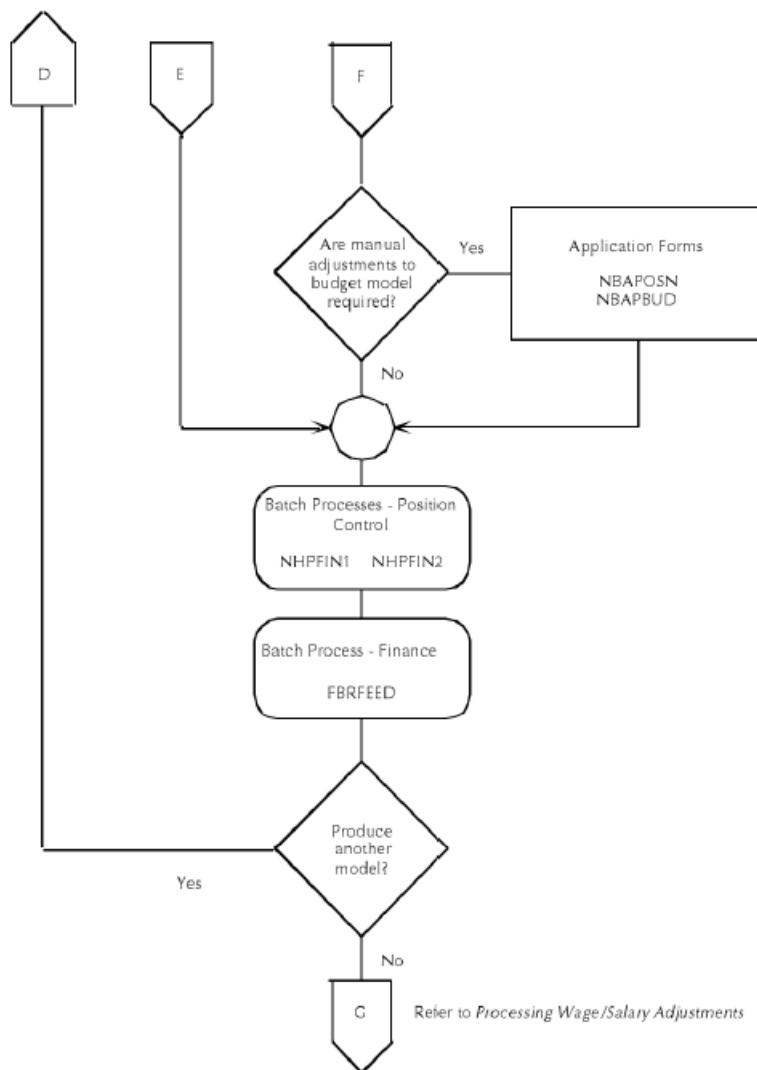 D
E
F
Are manual
adjustments to
budget model
required?
Yes
Application Forms
NBAPOSN
NBAPBUD
No
Batch Processes - Position
Control
NHPFIN1 NHPFIN2
Batch Process - Finance
FBRFEED
Produce
another
model?
Yes
No
G
Refer to Processing Wage/Salary Adjustments